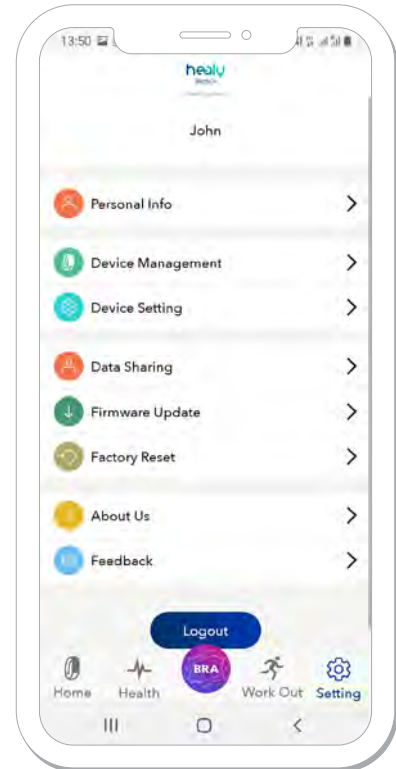 13:50
healy
John
Personal Info
Device Management
Device Setting
Data Sharing
Firmware Update
Factory Reset
About Us
Feedback
Logout
BRA
Home Health Work Out Setting